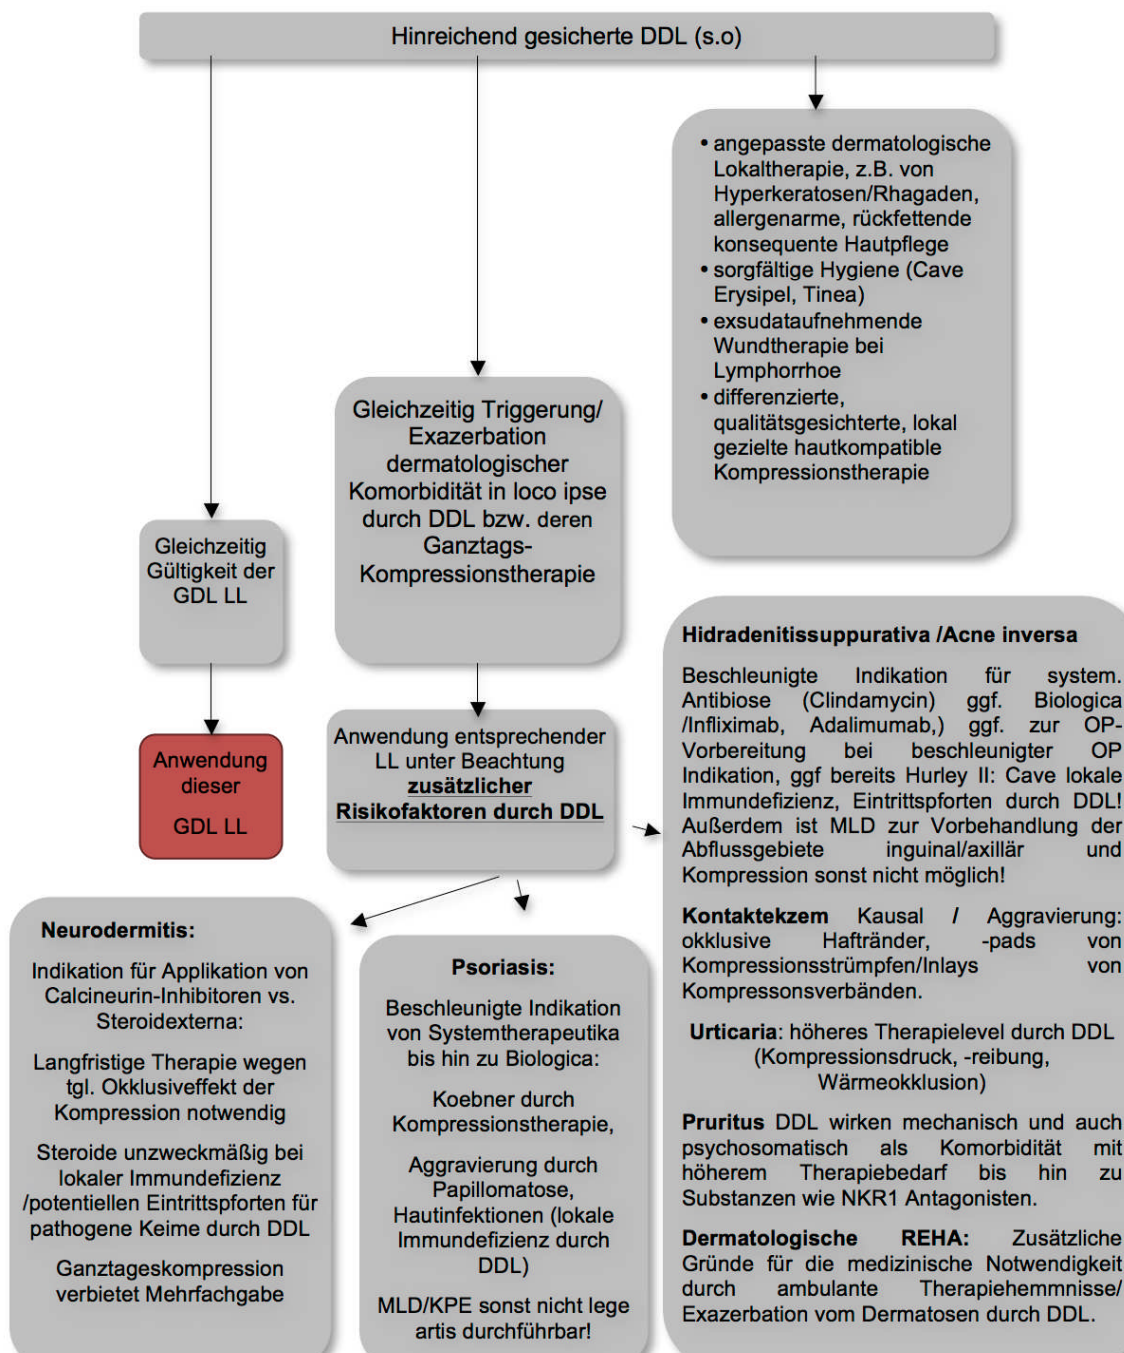 Hinreichend gesicherte DDL (s.o)
• angepasste dermatologische
Lokaltherapie, z.B. von
Hyperkeratosen/Rhagaden,
allergenarme, rückfettende
konsequente Hautpflege
• sorgfältige Hygiene (Cave
Erysipel, Tinea)
• exsudataufnehmende
Wundtherapie bei
Lymphorrhoe
• differenzierte,
qualitätsgesichterte, lokal
gezielte hautkompatible
Kompressionstherapie
Gleichzeitig Triggerung/
Exazerbation
dermatologischer
Komorbidität in loco ipse
durch DDL bzw. deren
Ganztags-
Kompressionstherapie
Gleichzeitig
Gültigkeit der
GDL LL
Anwendung
dieser
GDL LL
Anwendung entsprechender
LL unter Beachtung
zusätzlicher
Risikofaktoren durch DDL
Hidradenitissuppurativa /Acne inversa
Beschleunigte Indikation für system.
Antibiose (Clindamycin) ggf. Biologica
/Infliximab, Adalimumab,) ggf. zur OP-
Vorbereitung bei beschleunigter OP
Indikation, ggf bereits Hurley II: Cave lokale
Immundefizienz, Eintrittspforten durch DDL!
Außerdem ist MLD zur Vorbehandlung der
Abflussgebiete inguinal/axillär und
Kompression sonst nicht möglich!
Kontaktekzem Kausal / Aggravierung:
okklusive Haftränder, -pads von
Kompressionsstrümpfen/Inlays von
Kompressonsverbänden.
Urticaria: höheres Therapielevel durch DDL
(Kompressionsdruck, -reibung,
Wärmeokklusion)
Pruritus DDL wirken mechanisch und auch
psychosomatisch als Komorbidität mit
höherem Therapiebedarf bis hin zu
Substanzen wie NKR1 Antagonisten.
Dermatologische REHA: Zusätzliche
Gründe für die medizinische Notwendigkeit
durch ambulante Therapiehemmnisse/
Exazerbation vom Dermatosen durch DDL.
Neurodermitis:
Indikation für Applikation von
Calcineurin-Inhibitoren vs.
Steroidexterna:
Langfristige Therapie wegen
tgl. Okklusiveffekt der
Kompression notwendig
Steroide unzweckmäßig bei
lokaler Immundefizienz
/potentiellen Eintrittspforten für
pathogene Keime durch DDL
Ganztageskompression
verbietet Mehrfachgabe
Psoriasis:
Beschleunigte Indikation
von Systemtherapeutika
bis hin zu Biologica:
Koebner durch
Kompressionstherapie,
Aggravierung durch
Papillomatose,
Hautinfektionen (lokale
Immundefizienz durch
DDL)
MLD/KPE sonst nicht lege
artis durchführbar!